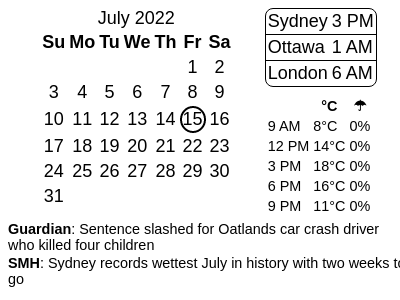 July 2022
Su Mo Tu We Th Fr Sa
1 2
3 4 5 6 7 8 9
10 11 12 13 14 15 16
17 18 19 20 21 22 23
24 25 26 27 28 29 30
31
Sydney 3 PM
Ottawa 1 AM
London 6 AM
°C ☂
9 AM 8°C 0%
12 PM 14°C 0%
3 PM 18°C 0%
6 PM 16°C 0%
9 PM 11°C 0%
Guardian: Sentence slashed for Oatlands car crash driver
who killed four children
SMH: Sydney records wettest July in history with two weeks to
go